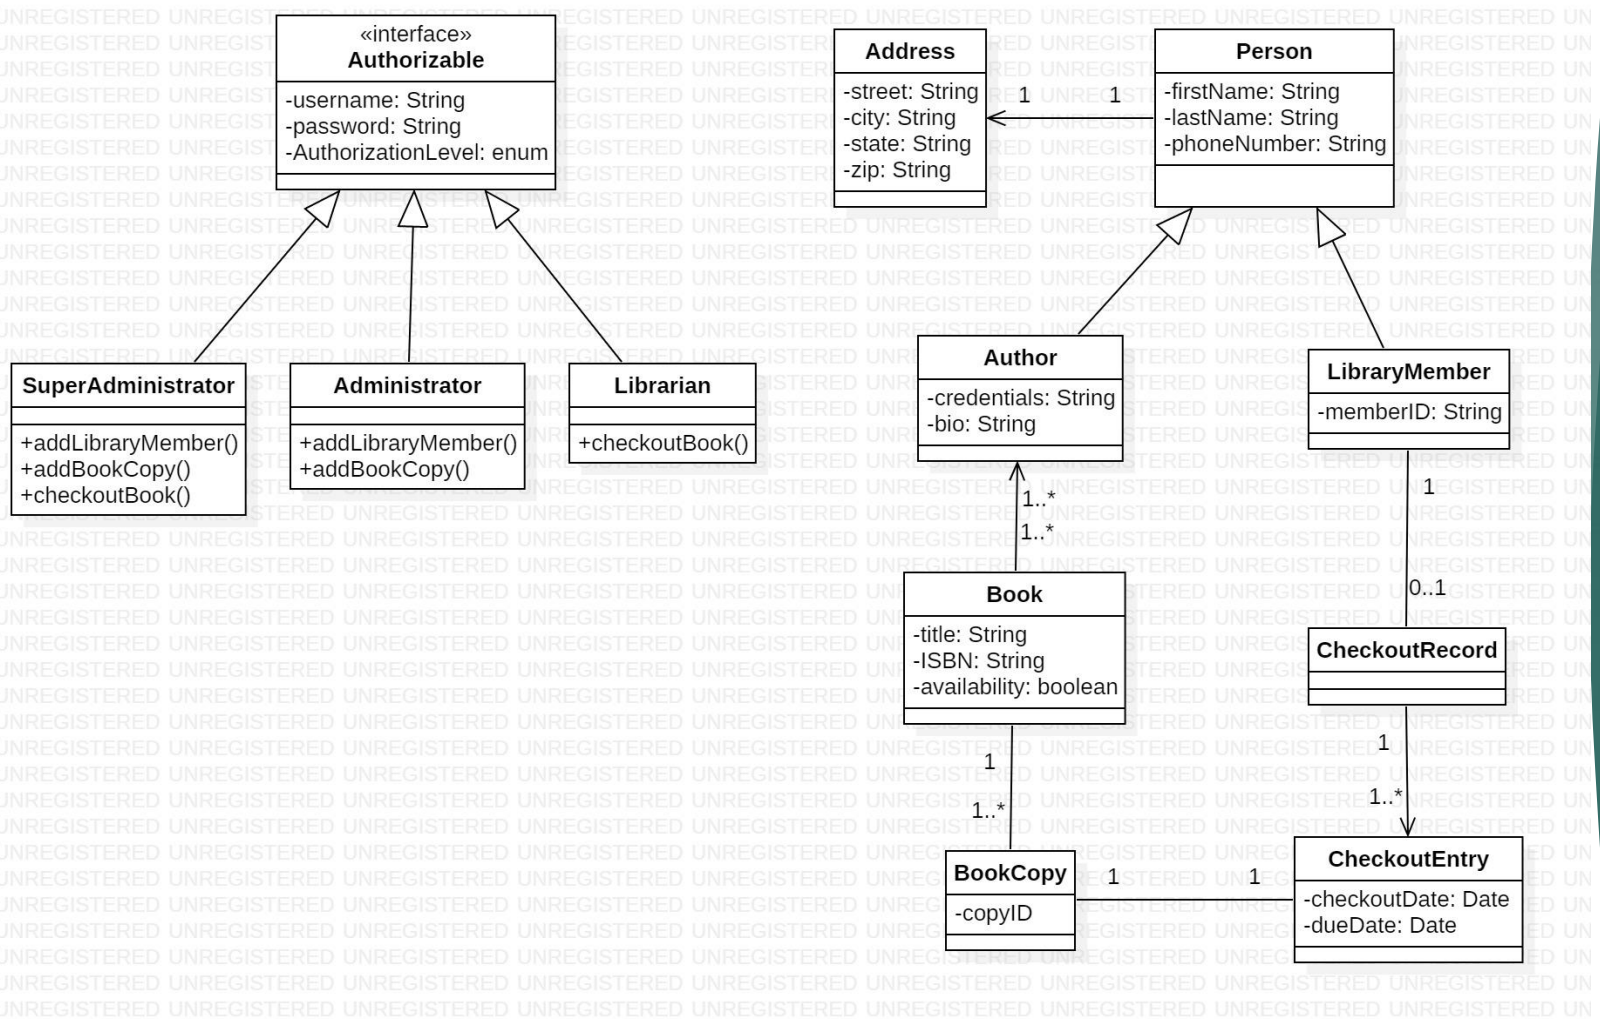 «interface»
Authorizable
-username: String
-password: String
-AuthorizationLevel: enum
SuperAdministrator
+addLibraryMember()
+addBookCopy()
+checkoutBook()
Administrator
+addLibraryMember()
+addBookCopy()
Librarian
+checkoutBook()
Address
-street: String
-city: String
-state: String
-zip: String
1
1
Person
-firstName: String
-lastName: String
-phoneNumber: String
Author
-credentials: String
-bio: String
LibraryMember
-memberID: String
1..*
1..*
1
0..1
Book
-title: String
-ISBN: String
-availability: boolean
CheckoutRecord
1
1..*
1
1..*
BookCopy
-copyID
1
1
CheckoutEntry
-checkoutDate: Date
-dueDate: Date
UNREGISTERED